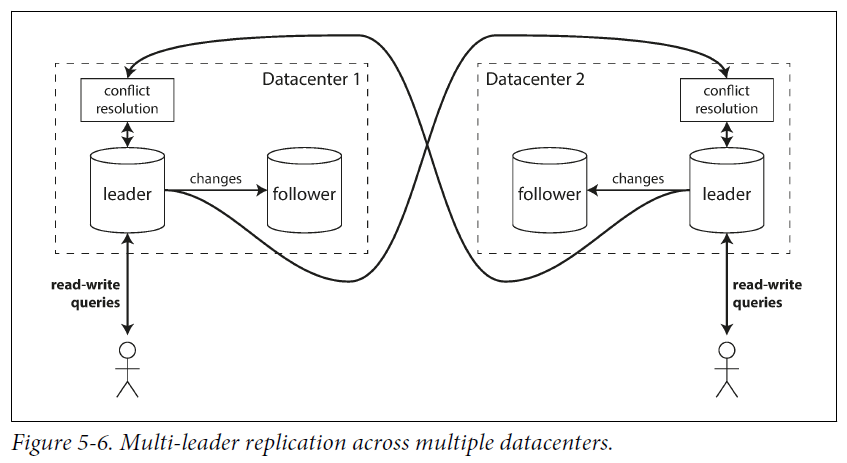 Datacenter 1
conflict
resolution
leader
changes
follower
read-write
queries
Datacenter 2
conflict
resolution
follower
changes
leader
read-write
queries
Figure 5-6. Multi-leader replication across multiple datacenters.